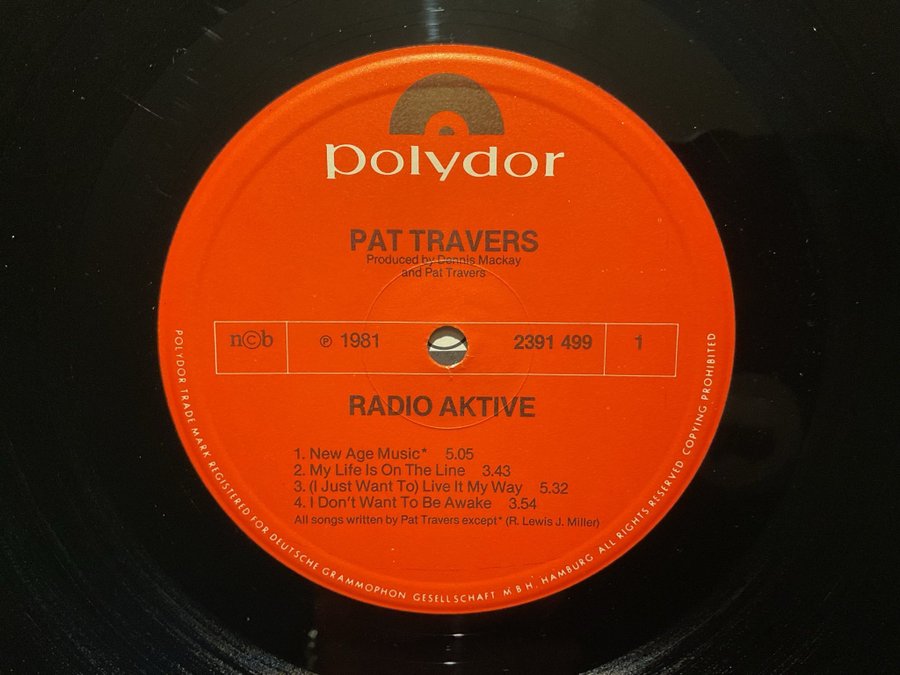 polydor
PAT TRAVERS
Produced by Dennis Mackay
and Pat Travers
n©b ℗ 1981 2391 499 1
RADIO AKTIVE
1. New Age Music* 5.05
2. My Life Is On The Line 3.43
3. (I Just Want To) Live It My Way 5.32
4. I Don't Want To Be Awake 3.54
All songs written by Pat Travers except* (R. Lewis J. Miller)
POLYDOR TRADE MARK REGISTERED FOR DEUTSCHE GRAMMOPHON GESELLSCHAFT M B H HAMBURG ALL RIGHTS RESERVED COPYING PROHIBITED